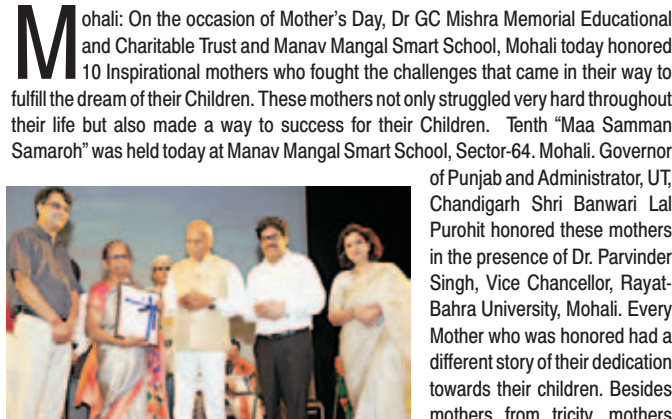 Mohali: On the occasion of Mother's Day, Dr GC Mishra Memorial Educational
and Charitable Trust and Manav Mangal Smart School, Mohali today honored
10 Inspirational mothers who fought the challenges that came in their way to
fulfill the dream of their Children. These mothers not only struggled very hard throughout
their life but also made a way to success for their Children. Tenth “Maa Samman
Samaroh” was held today at Manav Mangal Smart School, Sector-64. Mohali. Governor
of Punjab and Administrator, UT,
Chandigarh Shri Banwari Lal
Purohit honored these mothers
in the presence of Dr. Parvinder
Singh, Vice Chancellor, Rayat-
Bahra University, Mohali. Every
Mother who was honored had a
different story of their dedication
towards their children. Besides
mothers from tricity, mothers